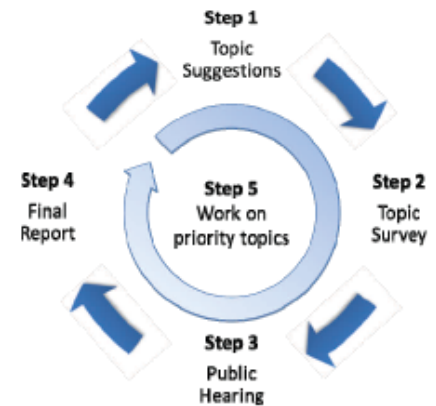 Step 1
Topic
Suggestions
Step 2
Topic
Survey
Step 3
Public
Hearing
Step 4
Final
Report
Step 5
Work on
priority topics